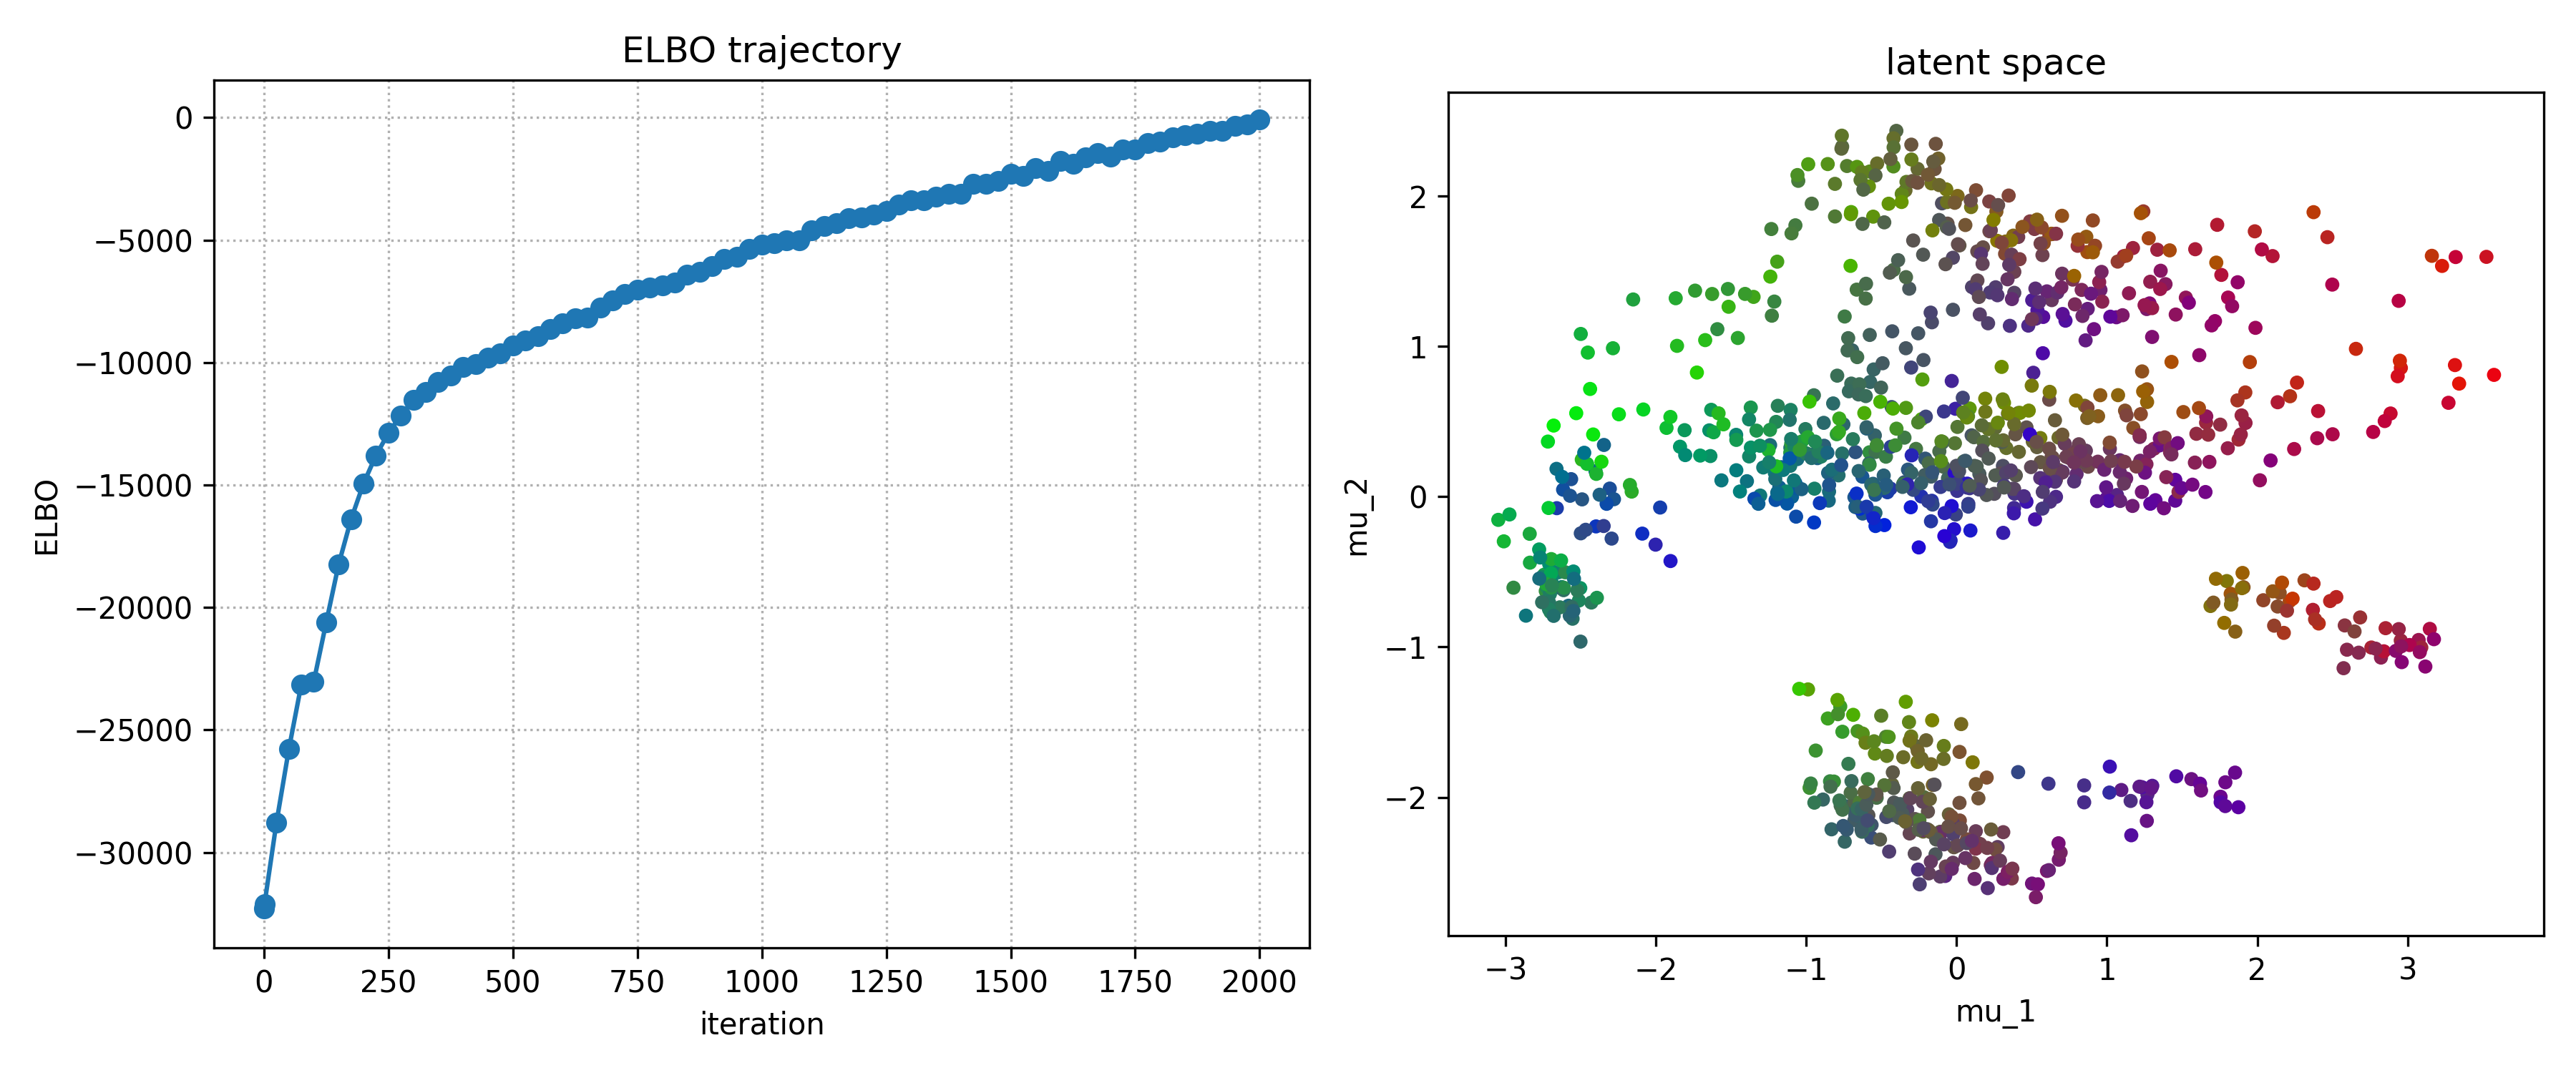 ELBO trajectory
0
−5000
−10000
−15000
−20000
−25000
−30000
ELBO
0 250 500 750 1000 1250 1500 1750 2000
iteration
latent space
2
1
0
−1
−2
mu_2
−3 −2 −1 0 1 2 3
mu_1